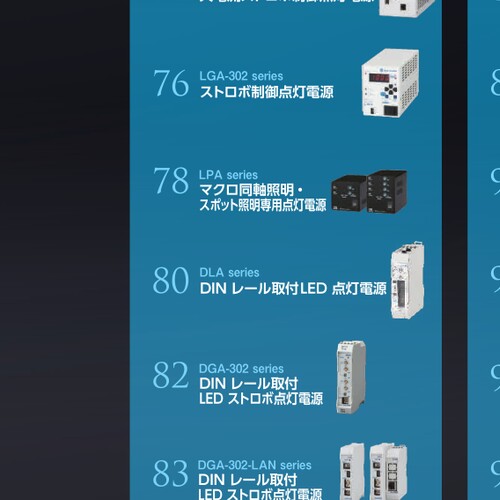 76
LGA-302 series
ストロボ制御点灯電源
78
LPA series
マクロ同軸照明・
スポット照明専用点灯電源
80
DLA series
DIN レール取付LED 点灯電源
82
DGA-302 series
DIN レール取付
LED ストロボ点灯電源
83
DGA-302-LAN series
DIN レール取付
LED ストロボ点灯電源